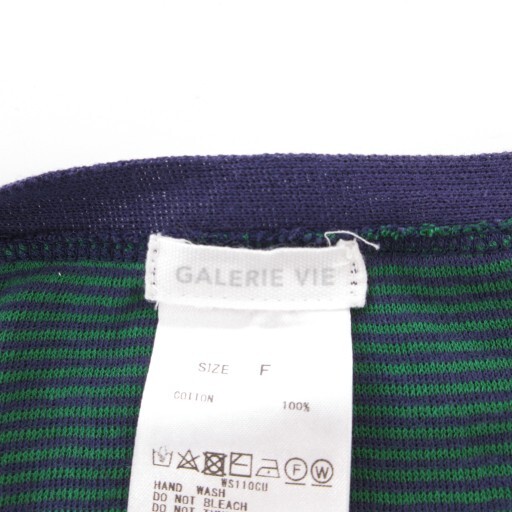 GALERIE VIE
SIZE F
COTTON 100%
F W
WS110CU
HAND WASH
DO NOT BLEACH